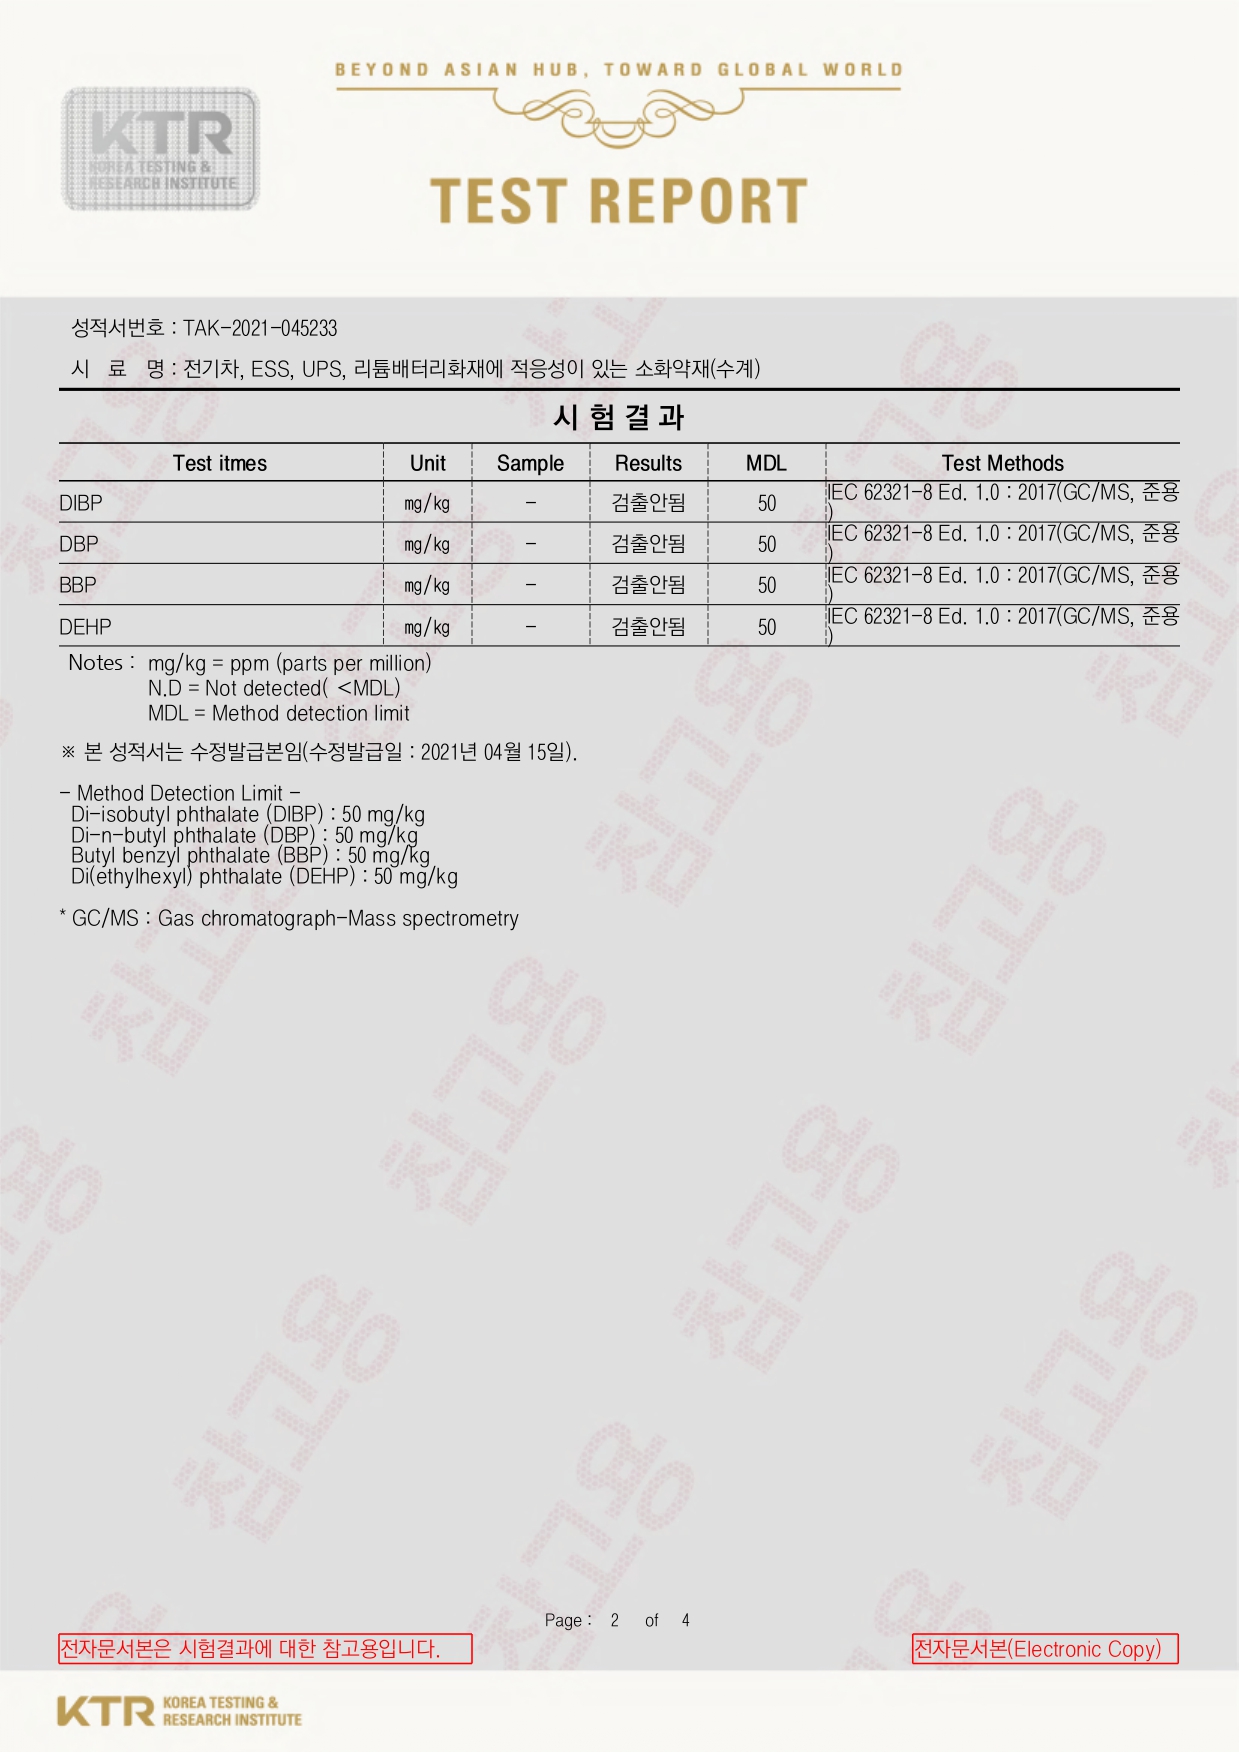 BEYOND ASIAN HUB, TOWARD GLOBAL WORLD
KTR
KOREA TESTING &
RESEARCH INSTITUTE
TEST REPORT
성적서번호 : TAK-2021-045233
시 료 명 : 전기차, ESS, UPS, 리튬배터리화재에 적응성이 있는 소화약재(수계)
시 험 결 과
Test itmes Unit Sample Results MDL Test Methods
DIBP mg/kg - 검출안됨 50 IEC 62321-8 Ed. 1.0 : 2017(GC/MS, 준용
)
DBP mg/kg - 검출안됨 50 IEC 62321-8 Ed. 1.0 : 2017(GC/MS, 준용
)
BBP mg/kg - 검출안됨 50 IEC 62321-8 Ed. 1.0 : 2017(GC/MS, 준용
)
DEHP mg/kg - 검출안됨 50 IEC 62321-8 Ed. 1.0 : 2017(GC/MS, 준용
)
Notes : mg/kg = ppm (parts per million)
N.D = Not detected( <MDL)
MDL = Method detection limit
※ 본 성적서는 수정발급본임(수정발급일 : 2021년 04월 15일).
- Method Detection Limit -
Di-isobutyl phthalate (DIBP) : 50 mg/kg
Di-n-butyl phthalate (DBP) : 50 mg/kg
Butyl benzyl phthalate (BBP) : 50 mg/kg
Di(ethylhexyl) phthalate (DEHP) : 50 mg/kg
* GC/MS : Gas chromatograph-Mass spectrometry
참고용
Page : 2 of 4
전자문서본은 시험결과에 대한 참고용입니다.
전자문서본(Electronic Copy)
KTR KOREA TESTING &
RESEARCH INSTITUTE